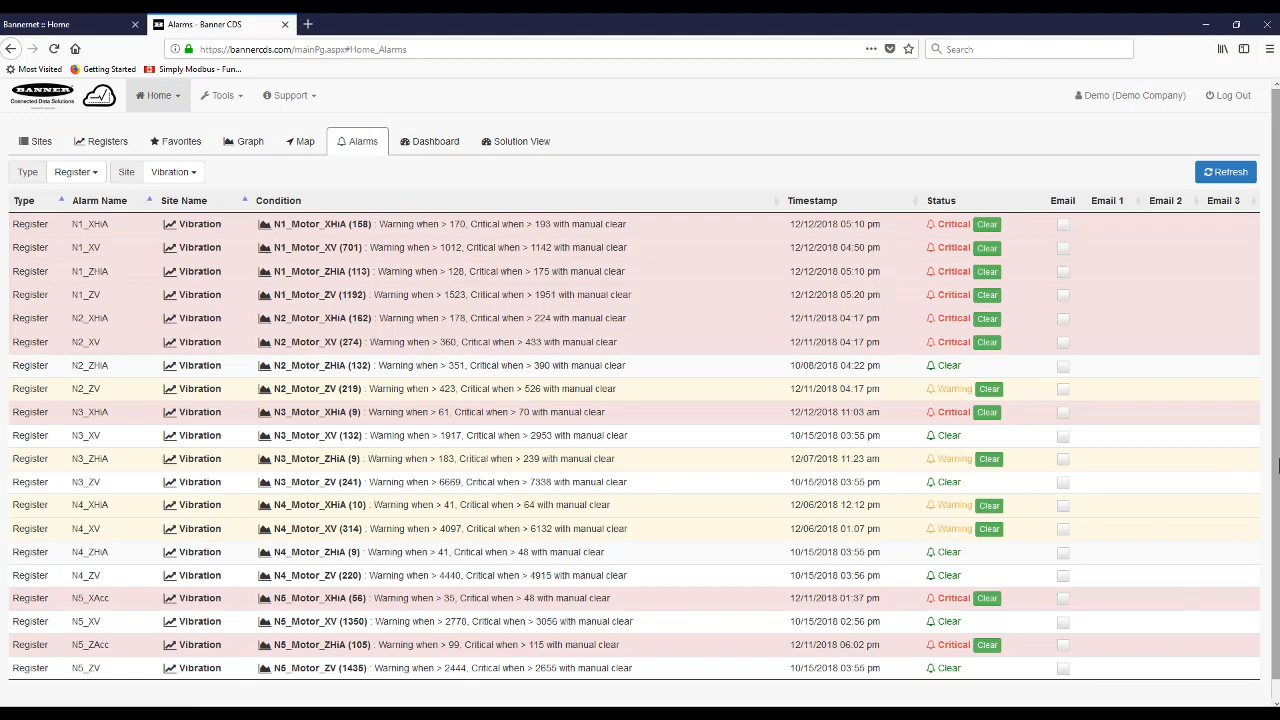 Bannernet :: Home
Alarms - Banner CDS
https://bannercds.com/mainPg.aspx#Home_Alarms
Search
Most Visited Getting Started Simply Modbus - Fun...
BANNER
Connected Data Solutions
Home Tools Support Demo (Demo Company) Log Out
Sites Registers Favorites Graph Map Alarms Dashboard Solution View
Type Register Site Vibration Refresh
Type Alarm Name Site Name Condition Timestamp Status Email Email 1 Email 2 Email 3
Register N1_XHiA Vibration N1_Motor_XHiA (158) : Warning when > 170, Critical when > 193 with manual clear 12/12/2018 05:10 pm Critical Clear
Register N1_XV Vibration N1_Motor_XV (701) : Warning when > 1012, Critical when > 1142 with manual clear 12/12/2018 04:50 pm Critical Clear
Register N1_ZHiA Vibration N1_Motor_ZHiA (113) : Warning when > 128, Critical when > 175 with manual clear 12/12/2018 05:10 pm Critical Clear
Register N1_ZV Vibration N1_Motor_ZV (1192) : Warning when > 1523, Critical when > 1951 with manual clear 12/12/2018 05:20 pm Critical Clear
Register N2_XHiA Vibration N2_Motor_XHiA (162) : Warning when > 178, Critical when > 224 with manual clear 12/11/2018 04:17 pm Critical Clear
Register N2_XV Vibration N2_Motor_XV (274) : Warning when > 360, Critical when > 433 with manual clear 12/11/2018 04:17 pm Critical Clear
Register N2_ZHiA Vibration N2_Motor_ZHiA (132) : Warning when > 351, Critical when > 390 with manual clear 10/08/2018 04:22 pm Clear
Register N2_ZV Vibration N2_Motor_ZV (219) : Warning when > 423, Critical when > 526 with manual clear 12/11/2018 04:17 pm Warning Clear
Register N3_XHiA Vibration N3_Motor_XHiA (9) : Warning when > 61, Critical when > 70 with manual clear 12/12/2018 11:03 am Critical Clear
Register N3_XV Vibration N3_Motor_XV (132) : Warning when > 1917, Critical when > 2953 with manual clear 10/15/2018 03:55 pm Clear
Register N3_ZHiA Vibration N3_Motor_ZHiA (9) : Warning when > 183, Critical when > 239 with manual clear 12/07/2018 11:23 am Warning Clear
Register N3_ZV Vibration N3_Motor_ZV (241) : Warning when > 6669, Critical when > 7338 with manual clear 10/15/2018 03:55 pm Clear
Register N4_XHiA Vibration N4_Motor_XHiA (10) : Warning when > 41, Critical when > 64 with manual clear 12/06/2018 12:12 pm Warning Clear
Register N4_XV Vibration N4_Motor_XV (314) : Warning when > 4097, Critical when > 6132 with manual clear 12/06/2018 01:07 pm Warning Clear
Register N4_ZHiA Vibration N4_Motor_ZHiA (9) : Warning when > 41, Critical when > 48 with manual clear 10/15/2018 03:55 pm Clear
Register N4_ZV Vibration N4_Motor_ZV (220) : Warning when > 4440, Critical when > 4915 with manual clear 10/15/2018 03:56 pm Clear
Register N5_XAcc Vibration N5_Motor_XHiA (56) : Warning when > 35, Critical when > 48 with manual clear 12/11/2018 01:37 pm Critical Clear
Register N5_XV Vibration N5_Motor_XV (1350) : Warning when > 2778, Critical when > 3056 with manual clear 10/15/2018 02:56 pm Clear
Register N5_ZAcc Vibration N5_Motor_ZHiA (105) : Warning when > 99, Critical when > 115 with manual clear 12/11/2018 06:02 pm Critical Clear
Register N5_ZV Vibration N5_Motor_ZV (1435) : Warning when > 2444, Critical when > 2655 with manual clear 10/15/2018 03:55 pm Clear